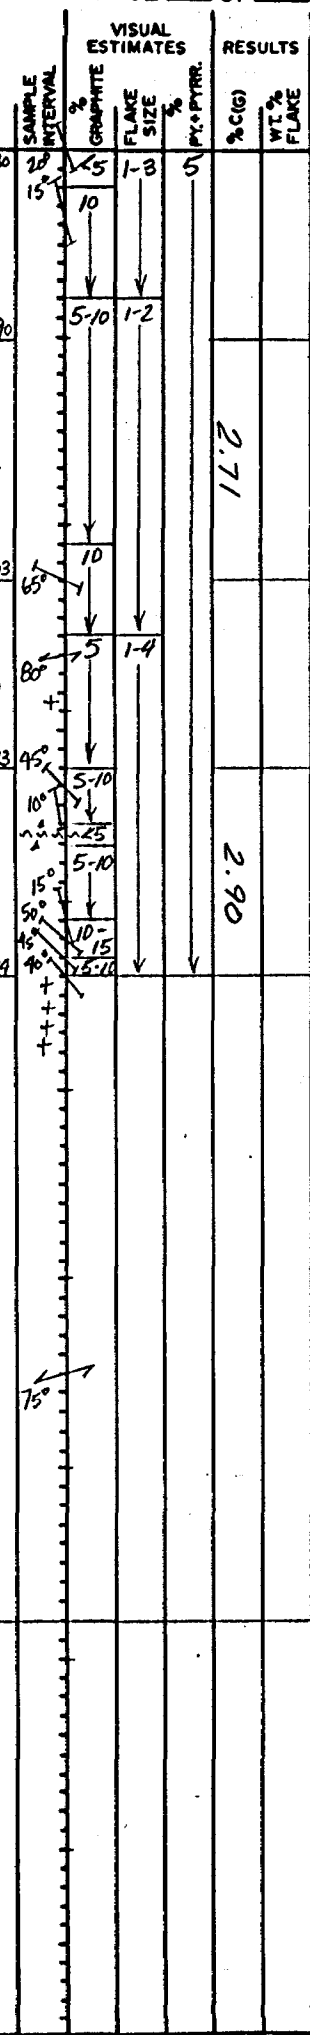 VISUAL ESTIMATES
RESULTS
SAMPLE INTERVAL
% GRAPHITE
FLAKE SIZE
% PY.+PYRR.
% C(G)
WT. % FLAKE
20° <5 1-3 5
15° 10
5-10 1-2
2.71
10
65°
80° 5 1-4
+
45°
5-10
10°
<5
5-10
2.90
15°
50° 10-15
45°
40° 5-10
+
+
+
+
75°